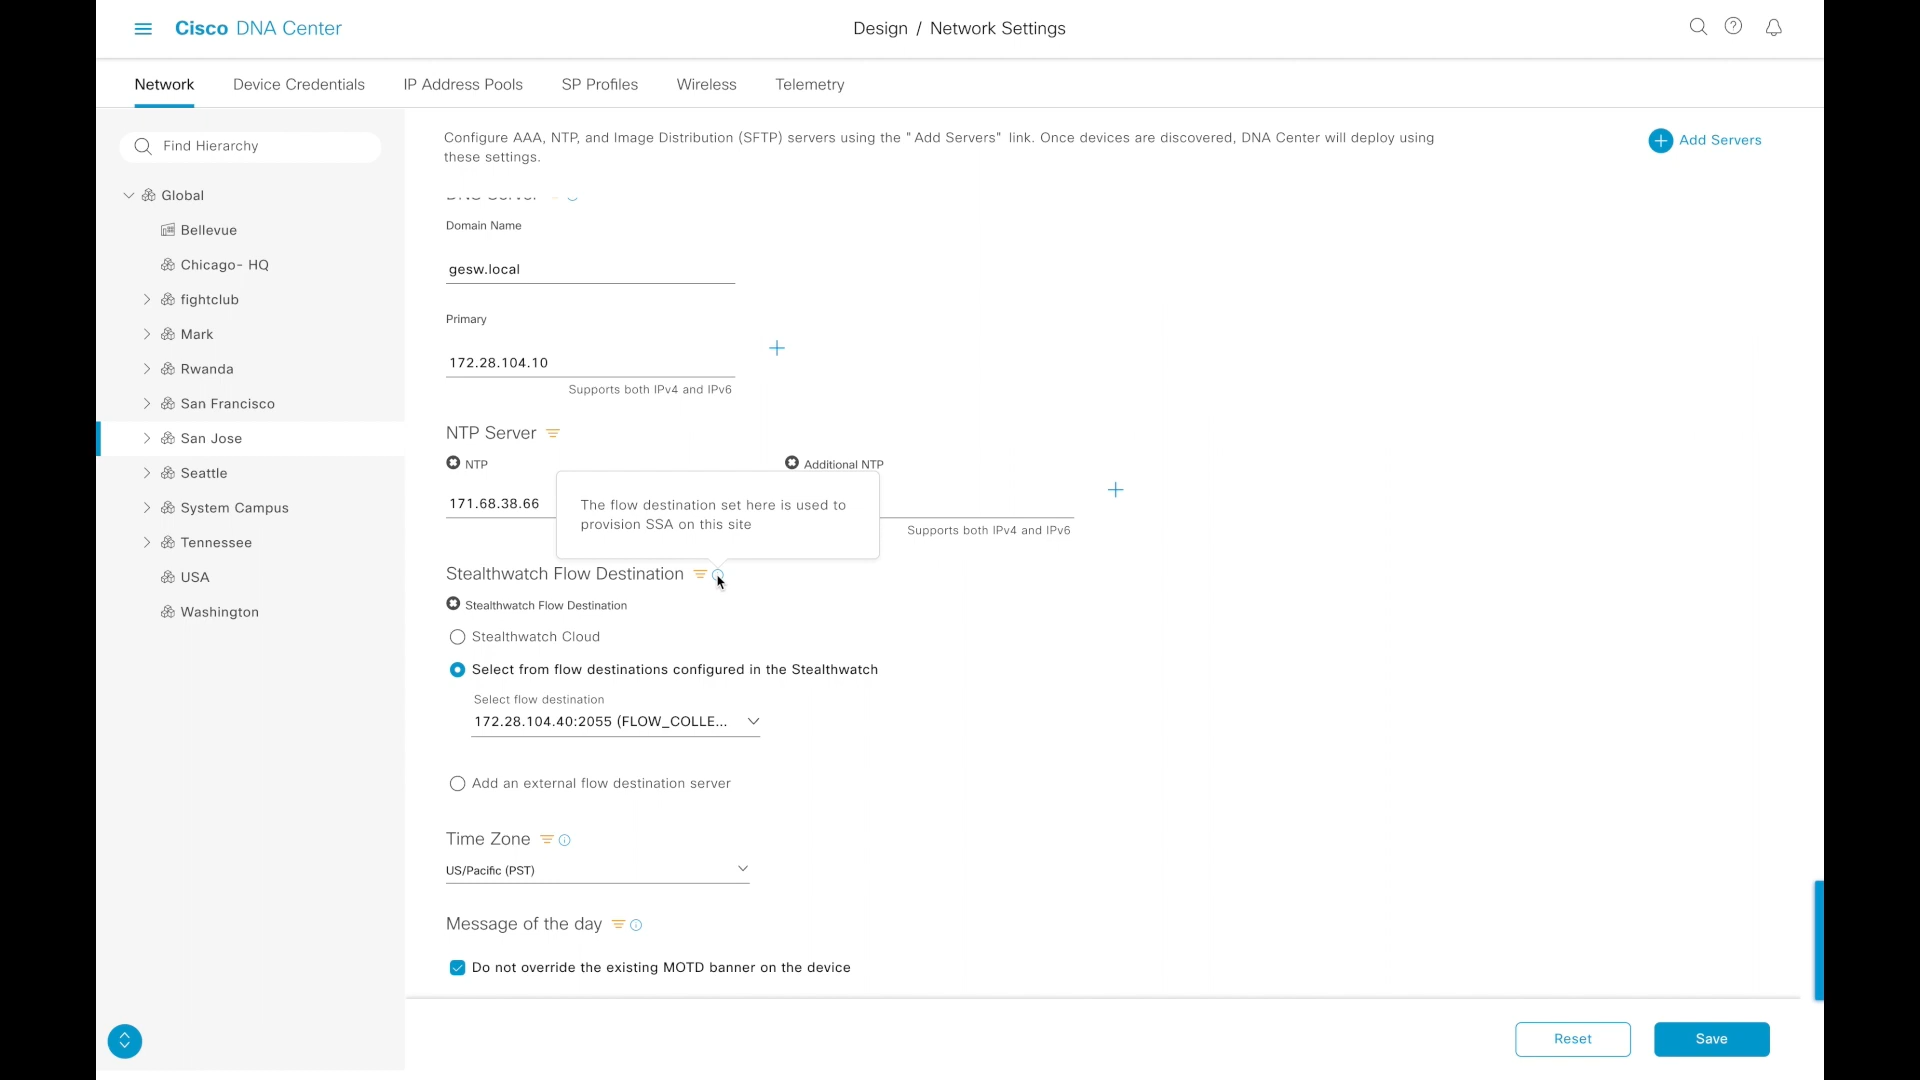 Cisco DNA Center
Design / Network Settings
Network
Device Credentials
IP Address Pools
SP Profiles
Wireless
Telemetry
Find Hierarchy
Global
Bellevue
Chicago- HQ
fightclub
Mark
Rwanda
San Francisco
San Jose
Seattle
System Campus
Tennessee
USA
Washington
Configure AAA, NTP, and Image Distribution (SFTP) servers using the "Add Servers" link. Once devices are discovered, DNA Center will deploy using
these settings.
Add Servers
DNS Server
Domain Name
gesw.local
Primary
172.28.104.10
Supports both IPv4 and IPv6
NTP Server
NTP
Additional NTP
171.68.38.66
The flow destination set here is used to
provision SSA on this site
Supports both IPv4 and IPv6
Stealthwatch Flow Destination
Stealthwatch Flow Destination
Stealthwatch Cloud
Select from flow destinations configured in the Stealthwatch
Select flow destination
172.28.104.40:2055 (FLOW_COLLE...
Add an external flow destination server
Time Zone
US/Pacific (PST)
Message of the day
Do not override the existing MOTD banner on the device
Reset
Save